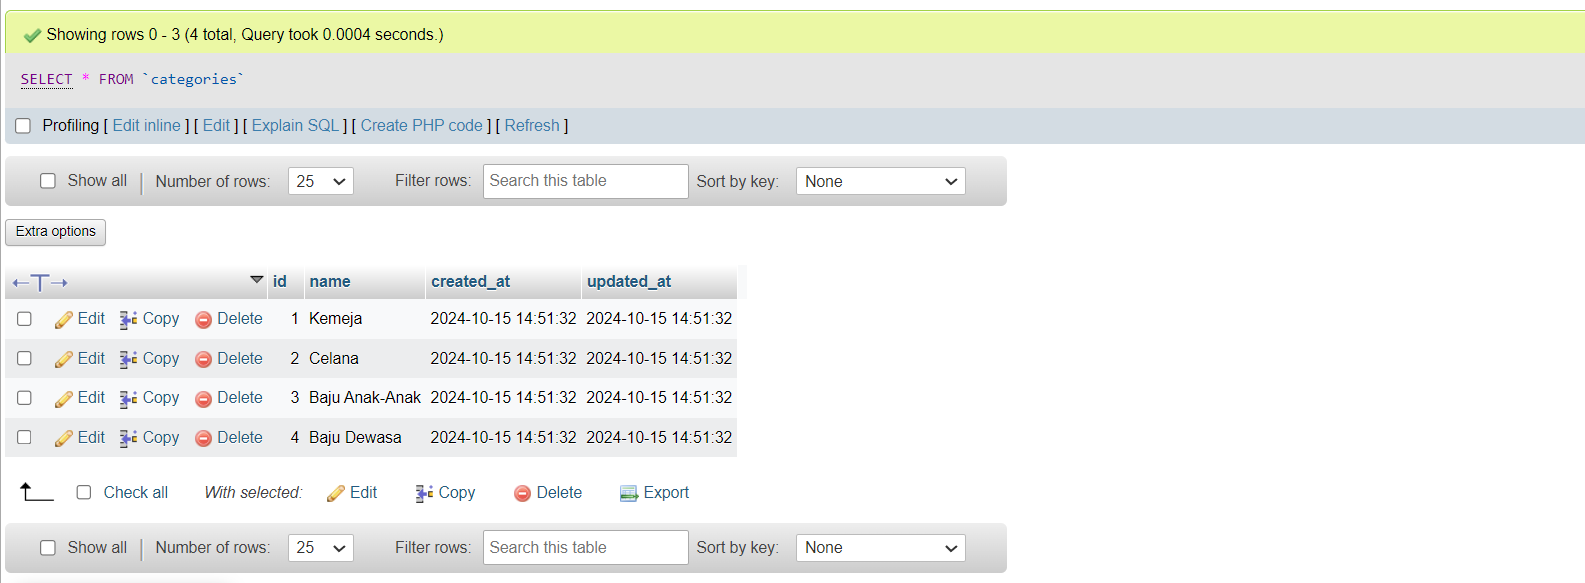 Showing rows 0 - 3 (4 total, Query took 0.0004 seconds.)
SELECT * FROM `categories`
Profiling [ Edit inline ] [ Edit ] [ Explain SQL ] [ Create PHP code ] [ Refresh ]
Show all | Number of rows: 25 Filter rows: Search this table Sort by key: None
Extra options
←T→ id name created_at updated_at
Edit Copy Delete 1 Kemeja 2024-10-15 14:51:32 2024-10-15 14:51:32
Edit Copy Delete 2 Celana 2024-10-15 14:51:32 2024-10-15 14:51:32
Edit Copy Delete 3 Baju Anak-Anak 2024-10-15 14:51:32 2024-10-15 14:51:32
Edit Copy Delete 4 Baju Dewasa 2024-10-15 14:51:32 2024-10-15 14:51:32
Check all With selected: Edit Copy Delete Export
Show all | Number of rows: 25 Filter rows: Search this table Sort by key: None